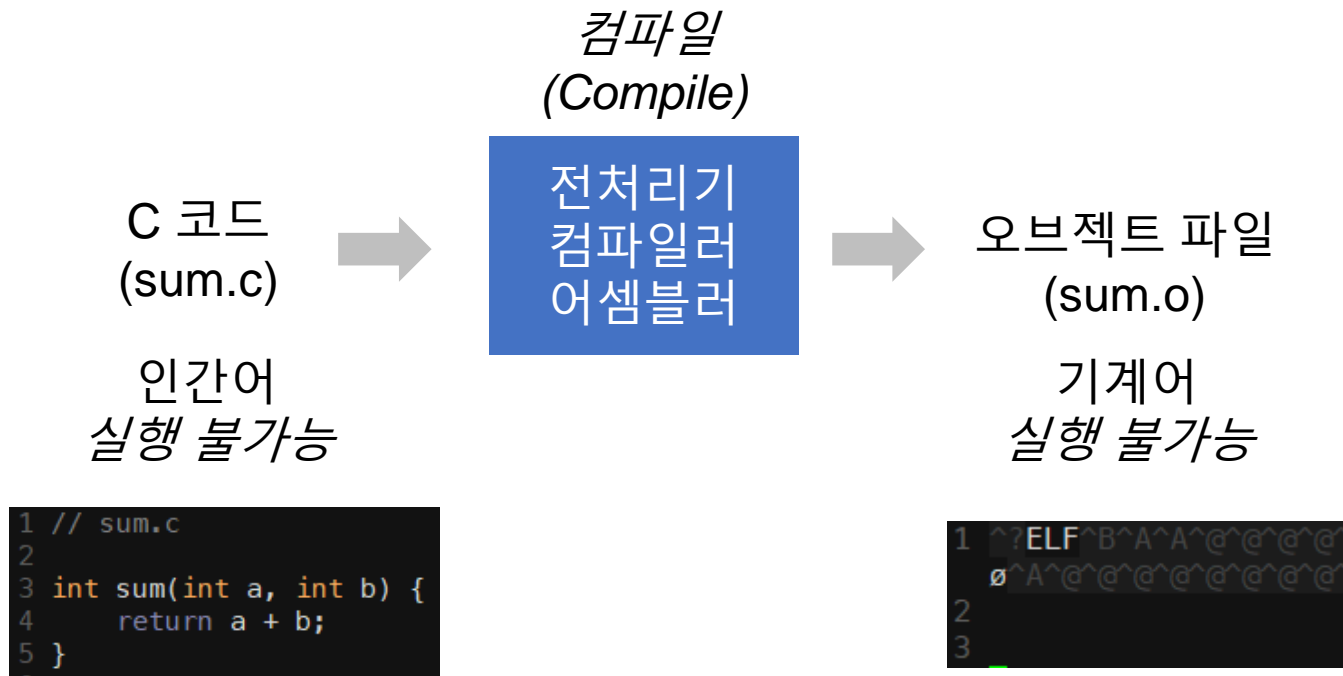 컴파일
(Compile)
전처리기
컴파일러
어셈블러
C 코드
(sum.c)
오브젝트 파일
(sum.o)
인간어
실행 불가능
기계어
실행 불가능
1 // sum.c
2
3 int sum(int a, int b) {
4     return a + b;
5 }
1 ^?ELF^B^A^A^@^@^@^@^
ø^A^@^@^@^@^@^@^@^@^
2
3